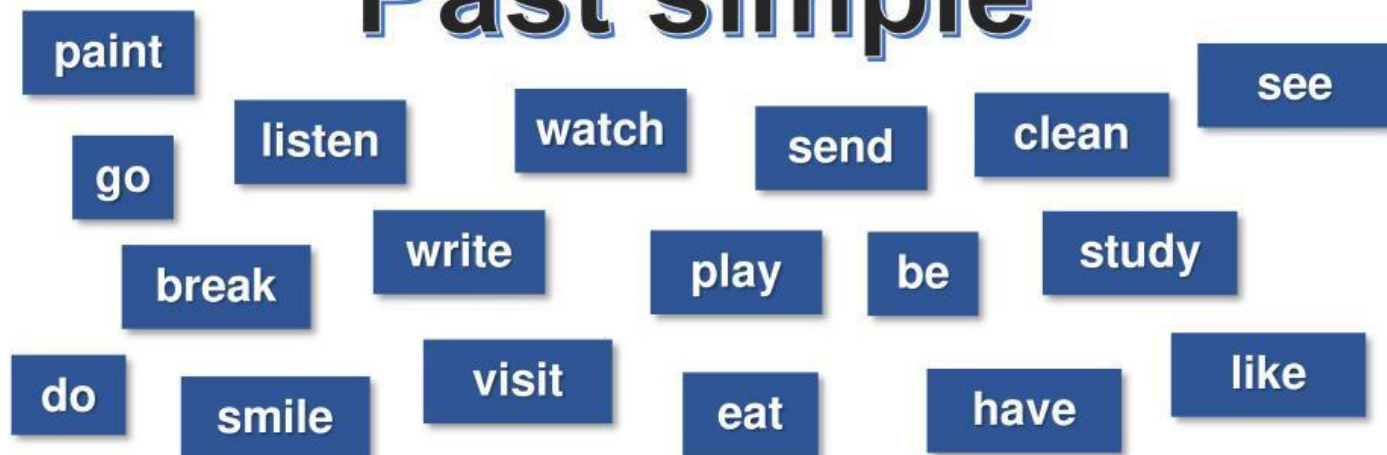 Past simple
paint
see
listen
watch
send
clean
go
write
play
be
study
break
do
smile
visit
eat
have
like